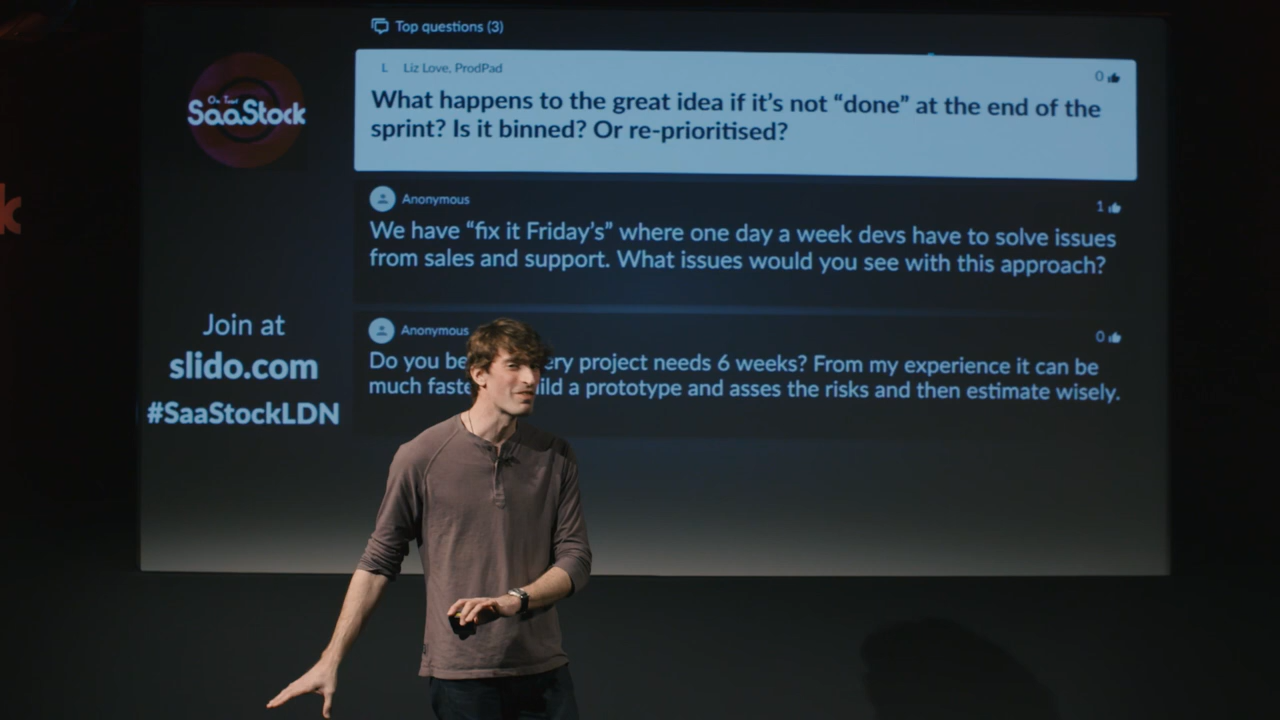 Top questions (3)
L Liz Love, ProdPad
0
What happens to the great idea if it's not “done” at the end of the
sprint? Is it binned? Or re-prioritised?
On Tour
SaaStock
Anonymous
1
We have “fix it Friday's” where one day a week devs have to solve issues
from sales and support. What issues would you see with this approach?
Anonymous
0
Do you be ery project needs 6 weeks? From my experience it can be
much faste ild a prototype and asses the risks and then estimate wisely.
Join at
slido.com
#SaaStockLDN
k